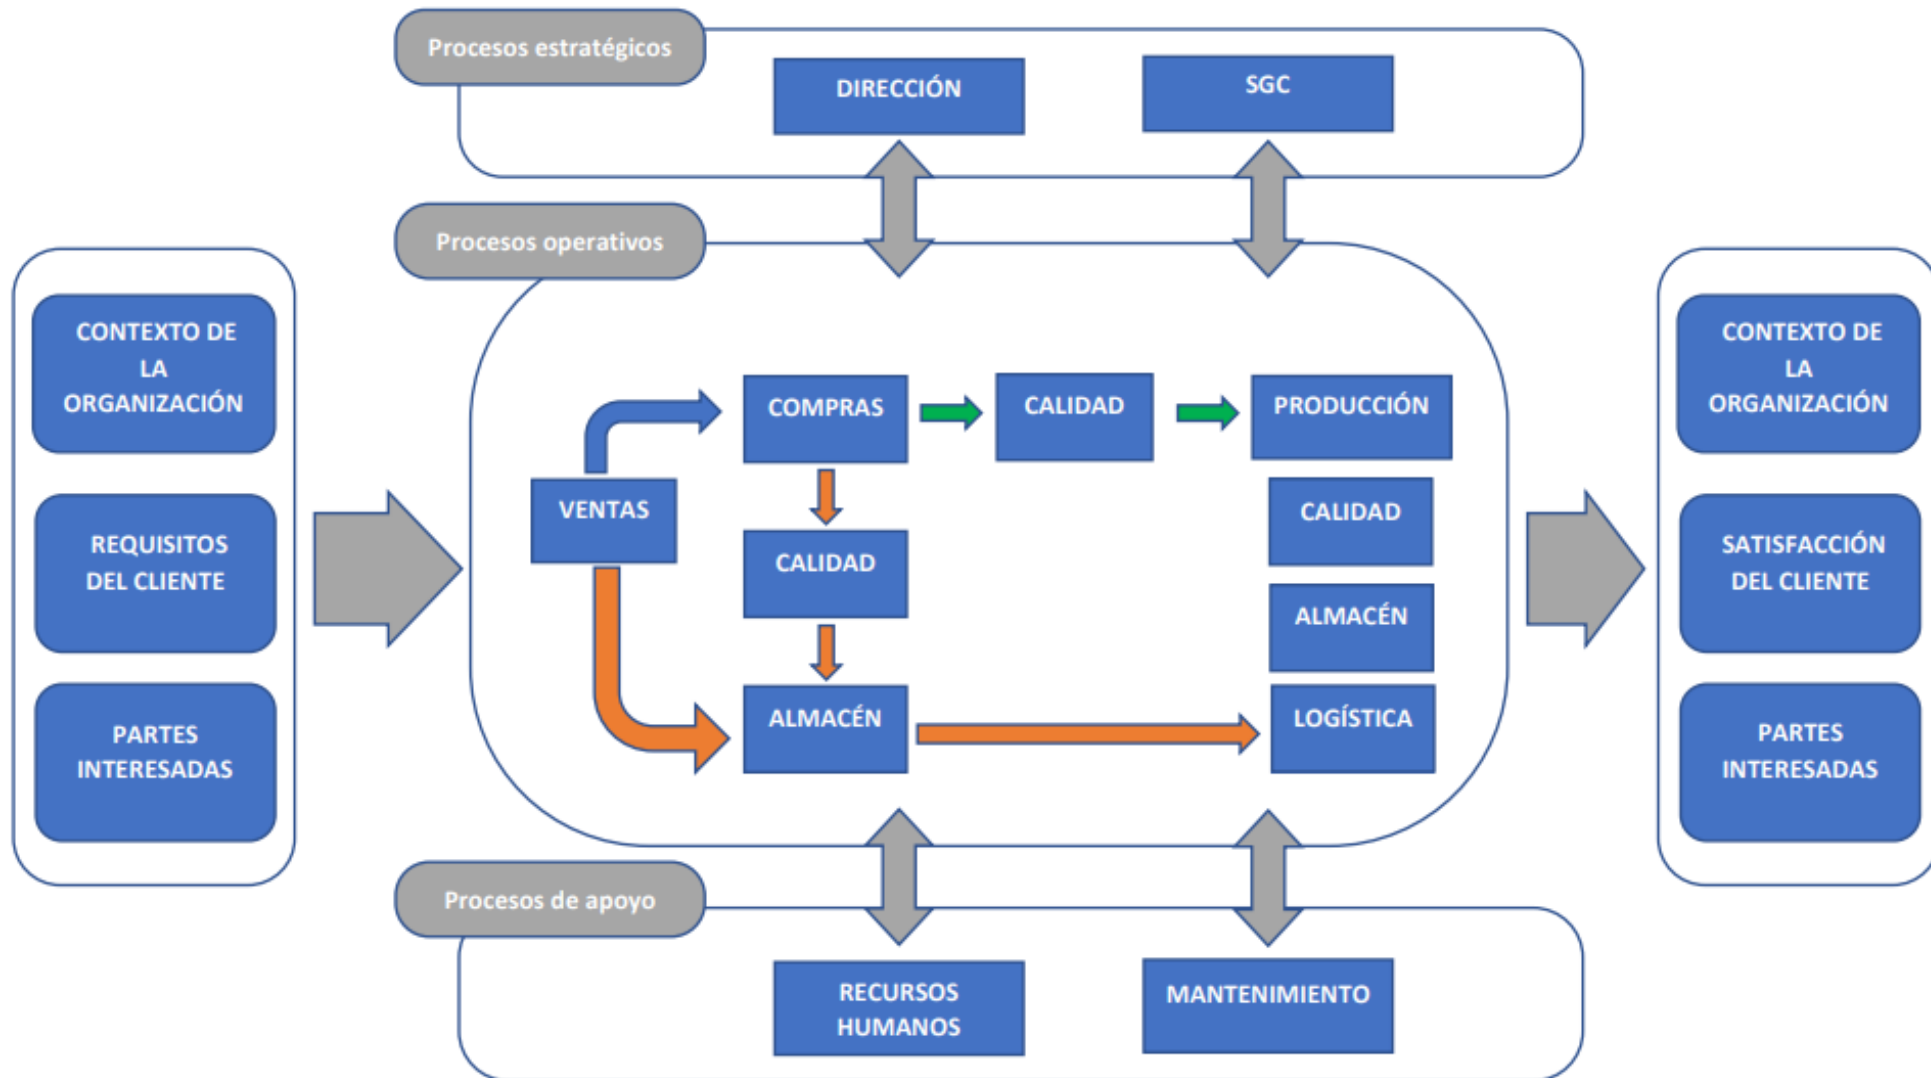 Procesos estratégicos
DIRECCIÓN
SGC
Procesos operativos
CONTEXTO DE
LA
ORGANIZACIÓN
REQUISITOS
DEL CLIENTE
PARTES
INTERESADAS
VENTAS
COMPRAS
CALIDAD
PRODUCCIÓN
CALIDAD
CALIDAD
ALMACÉN
ALMACÉN
LOGÍSTICA
CONTEXTO DE
LA
ORGANIZACIÓN
SATISFACCIÓN
DEL CLIENTE
PARTES
INTERESADAS
Procesos de apoyo
RECURSOS
HUMANOS
MANTENIMIENTO